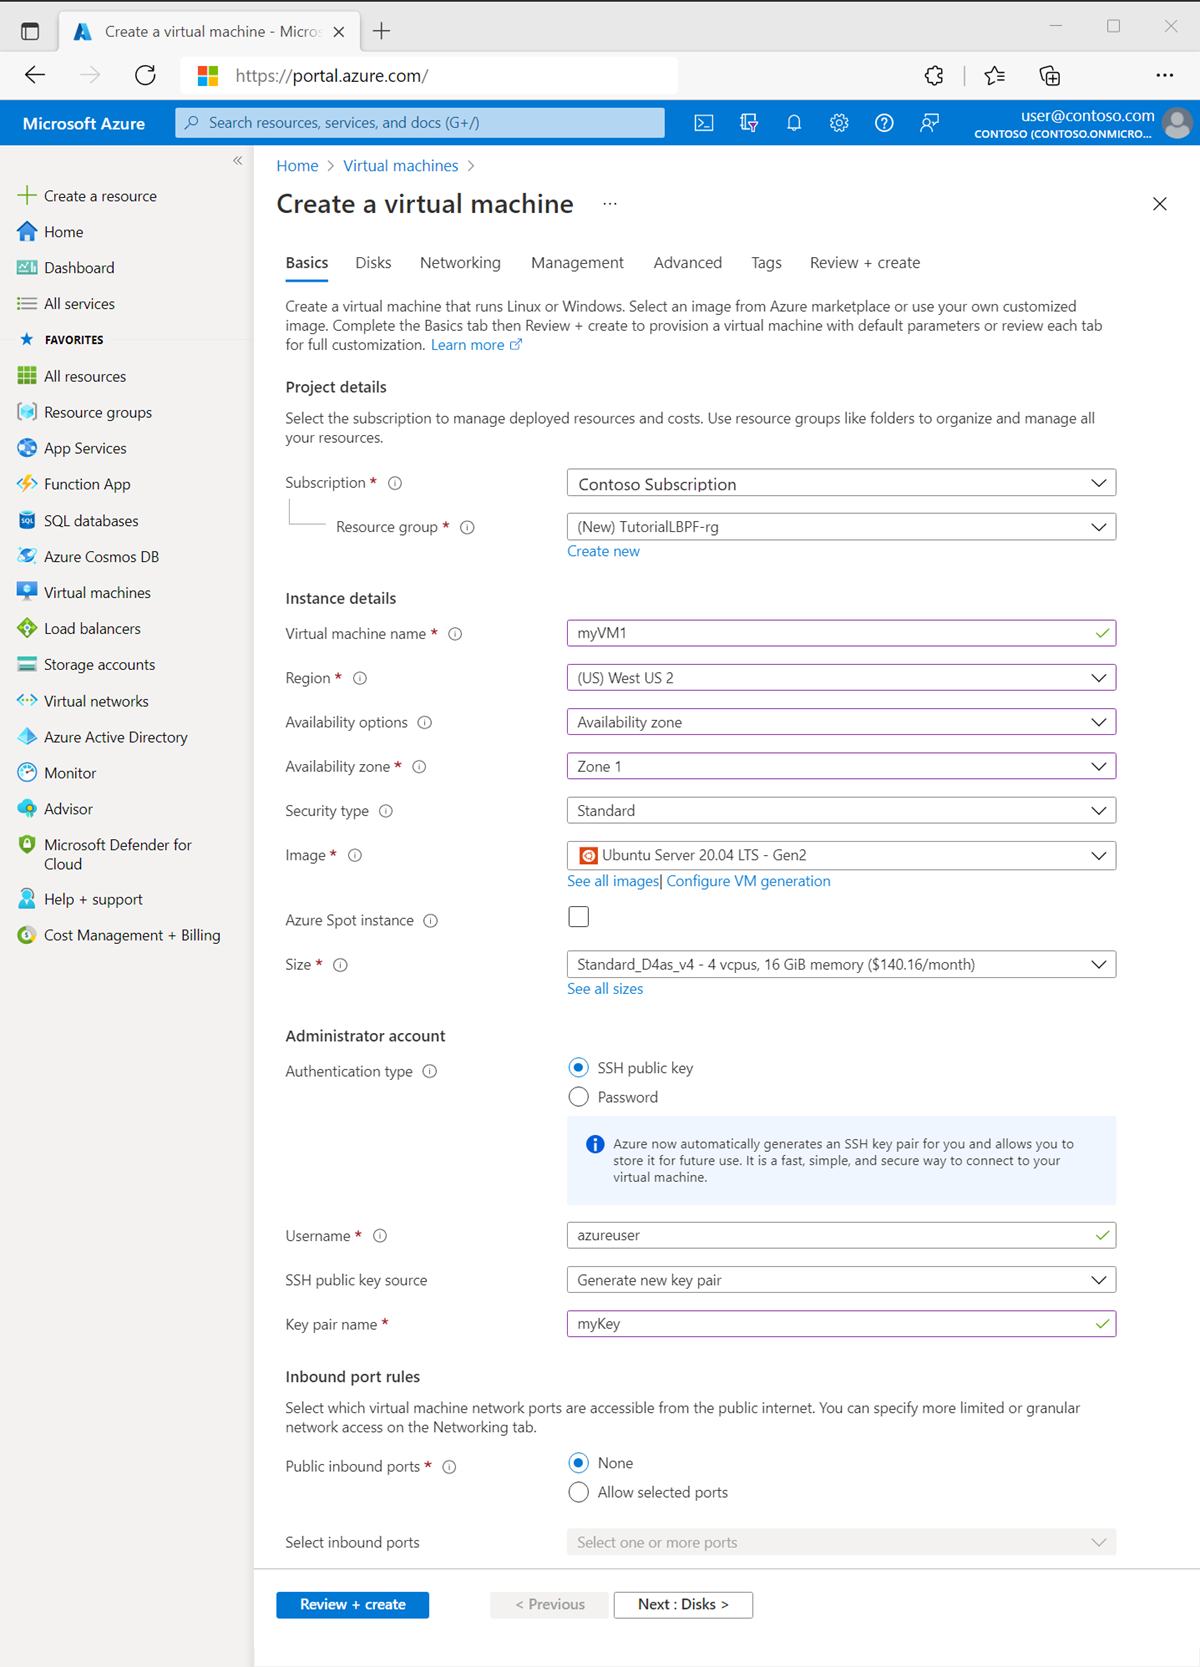 Create a virtual machine - Micros
https://portal.azure.com/
Microsoft Azure
Search resources, services, and docs (G+/)
user@contoso.com
CONTOSO (CONTOSO.ONMICRO...
Create a resource
Home
Dashboard
All services
FAVORITES
All resources
Resource groups
App Services
Function App
SQL databases
Azure Cosmos DB
Virtual machines
Load balancers
Storage accounts
Virtual networks
Azure Active Directory
Monitor
Advisor
Microsoft Defender for
Cloud
Help + support
Cost Management + Billing
Home > Virtual machines >
Create a virtual machine ...
Basics Disks Networking Management Advanced Tags Review + create
Create a virtual machine that runs Linux or Windows. Select an image from Azure marketplace or use your own customized
image. Complete the Basics tab then Review + create to provision a virtual machine with default parameters or review each tab
for full customization. Learn more
Project details
Select the subscription to manage deployed resources and costs. Use resource groups like folders to organize and manage all
your resources.
Subscription * Contoso Subscription
Resource group * (New) TutorialLBPF-rg
Create new
Instance details
Virtual machine name * myVM1
Region * (US) West US 2
Availability options Availability zone
Availability zone * Zone 1
Security type Standard
Image * Ubuntu Server 20.04 LTS - Gen2
See all images| Configure VM generation
Azure Spot instance
Size * Standard_D4as_v4 - 4 vcpus, 16 GiB memory ($140.16/month)
See all sizes
Administrator account
Authentication type SSH public key
Password
Azure now automatically generates an SSH key pair for you and allows you to
store it for future use. It is a fast, simple, and secure way to connect to your
virtual machine.
Username * azureuser
SSH public key source Generate new key pair
Key pair name * myKey
Inbound port rules
Select which virtual machine network ports are accessible from the public internet. You can specify more limited or granular
network access on the Networking tab.
Public inbound ports * None
Allow selected ports
Select inbound ports Select one or more ports
Review + create < Previous Next : Disks >